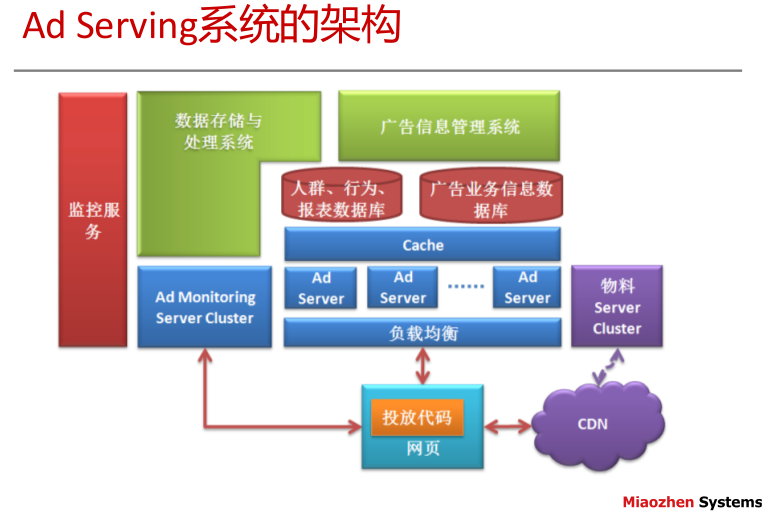 Ad Serving系统的架构
数据存储与
处理系统
广告信息管理系统
监控服
务
人群、行为、
报表数据库
广告业务信息数
据库
Cache
Ad Monitoring
Server Cluster
Ad
Server
Ad
Server
......
Ad
Server
物料
Server
Cluster
负载均衡
投放代码
网页
CDN
Miaozhen Systems